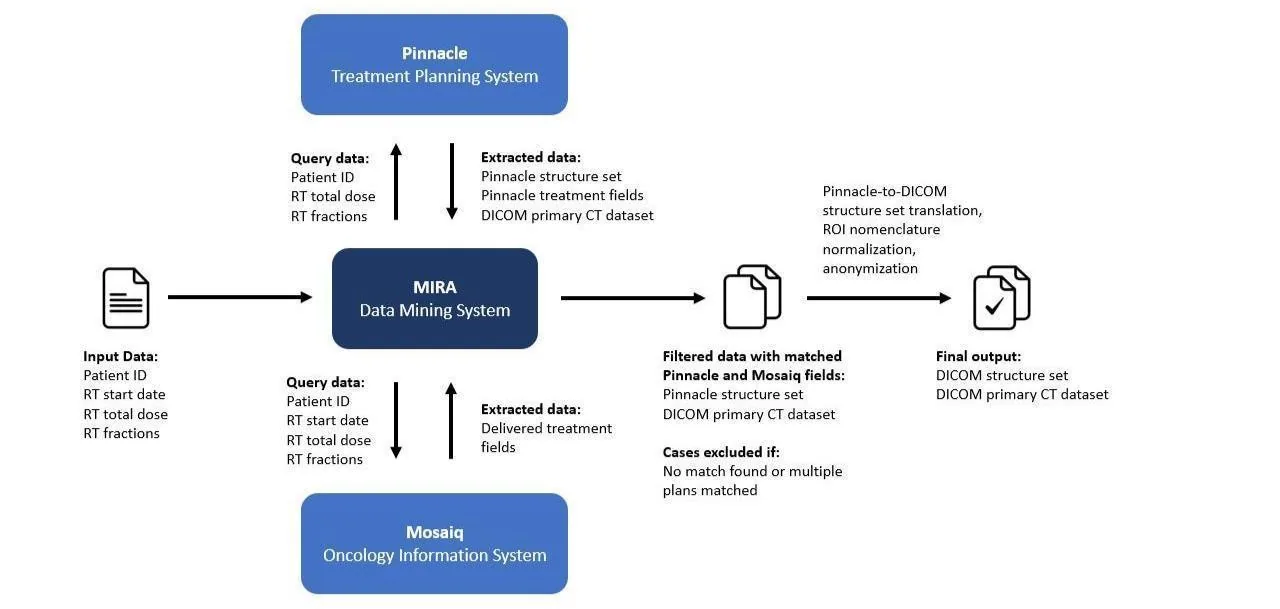 Pinnacle
Treatment Planning System
Query data:
Patient ID
RT total dose
RT fractions
Extracted data:
Pinnacle structure set
Pinnacle treatment fields
DICOM primary CT dataset
Pinnacle-to-DICOM
structure set translation,
ROI nomenclature
normalization,
anonymization
MIRA
Data Mining System
Input Data:
Patient ID
RT start date
RT total dose
RT fractions
Query data:
Patient ID
RT start date
RT total dose
RT fractions
Extracted data:
Delivered treatment
fields
Filtered data with matched
Pinnacle and Mosaiq fields:
Pinnacle structure set
DICOM primary CT dataset
Cases excluded if:
No match found or multiple
plans matched
Final output:
DICOM structure set
DICOM primary CT dataset
Mosaiq
Oncology Information System